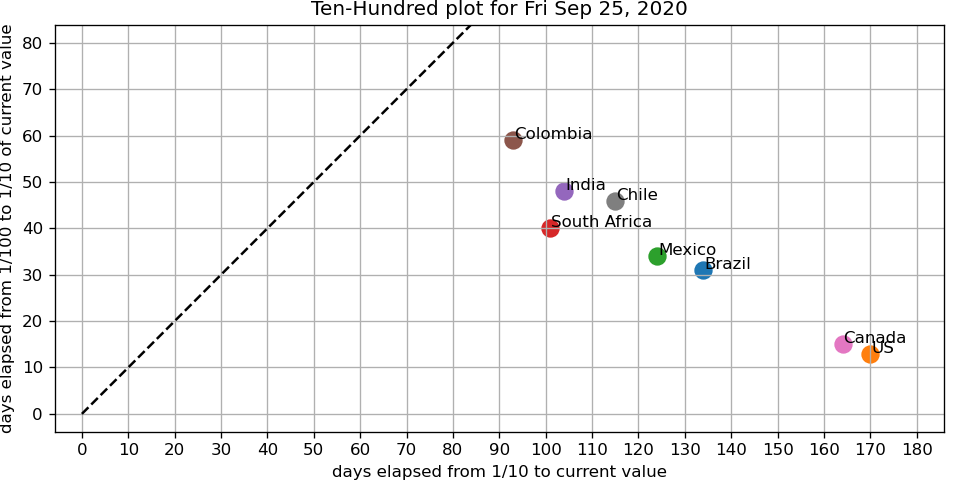 Ten-Hundred plot for Fri Sep 25, 2020
days elapsed from 1/100 to 1/10 of current value
80
70
60
50
40
30
20
10
0
Colombia
India
Chile
South Africa
Mexico
Brazil
Canada
US
0 10 20 30 40 50 60 70 80 90 100 110 120 130 140 150 160 170 180
days elapsed from 1/10 to current value